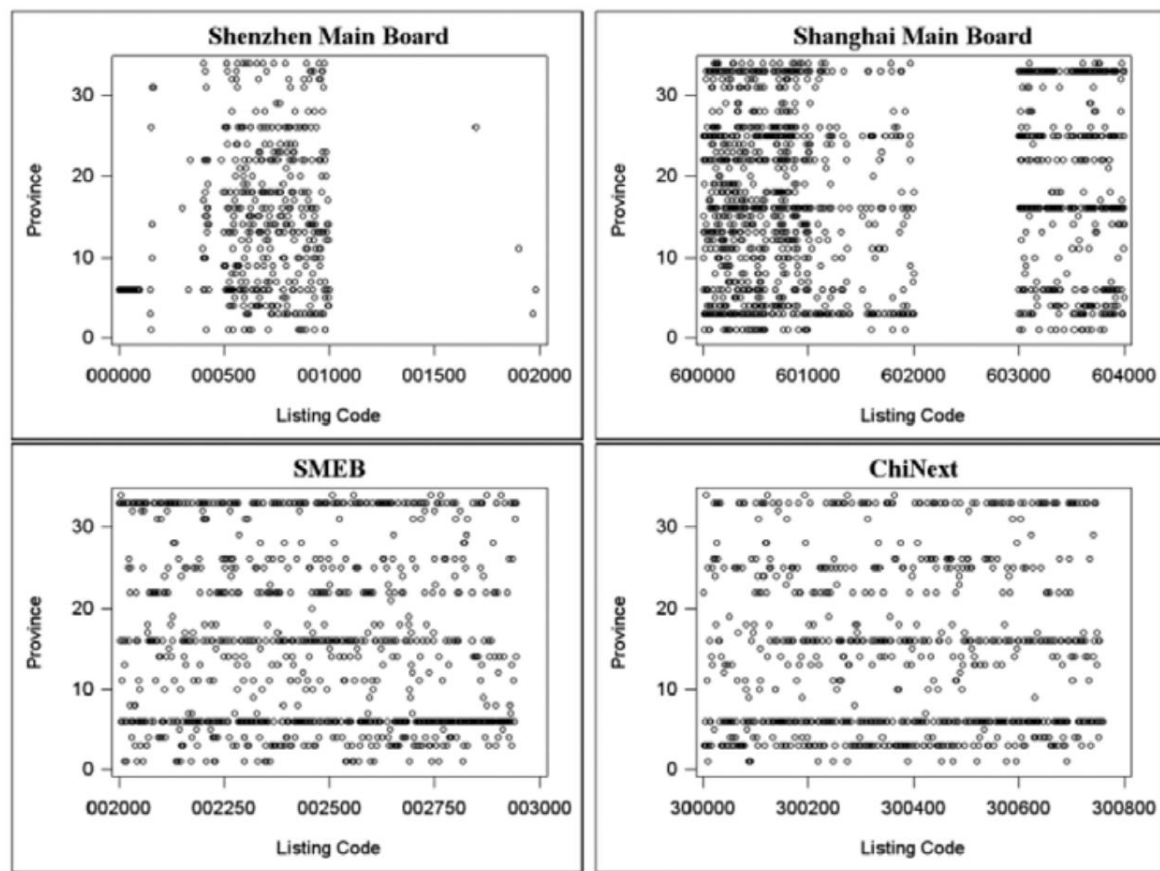 Shenzhen Main Board
Province
30
20
10
0
000000 000500 001000 001500 002000
Listing Code
Shanghai Main Board
Province
30
20
10
0
600000 601000 602000 603000 604000
Listing Code
SMEB
Province
30
20
10
0
002000 002250 002500 002750 003000
Listing Code
ChiNext
Province
30
20
10
0
300000 300200 300400 300600 300800
Listing Code